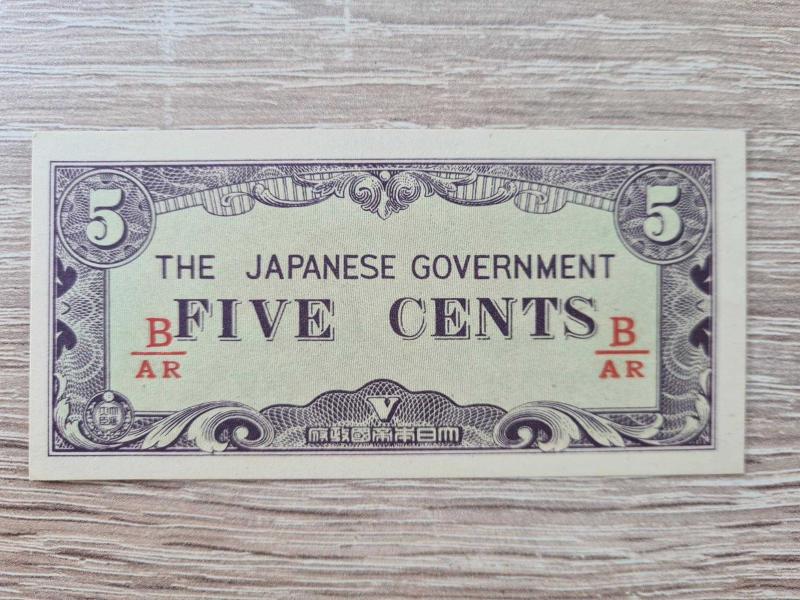 5 5
THE JAPANESE GOVERNMENT
B FIVE CENTS B
AR AR
V
府政國帝本日大